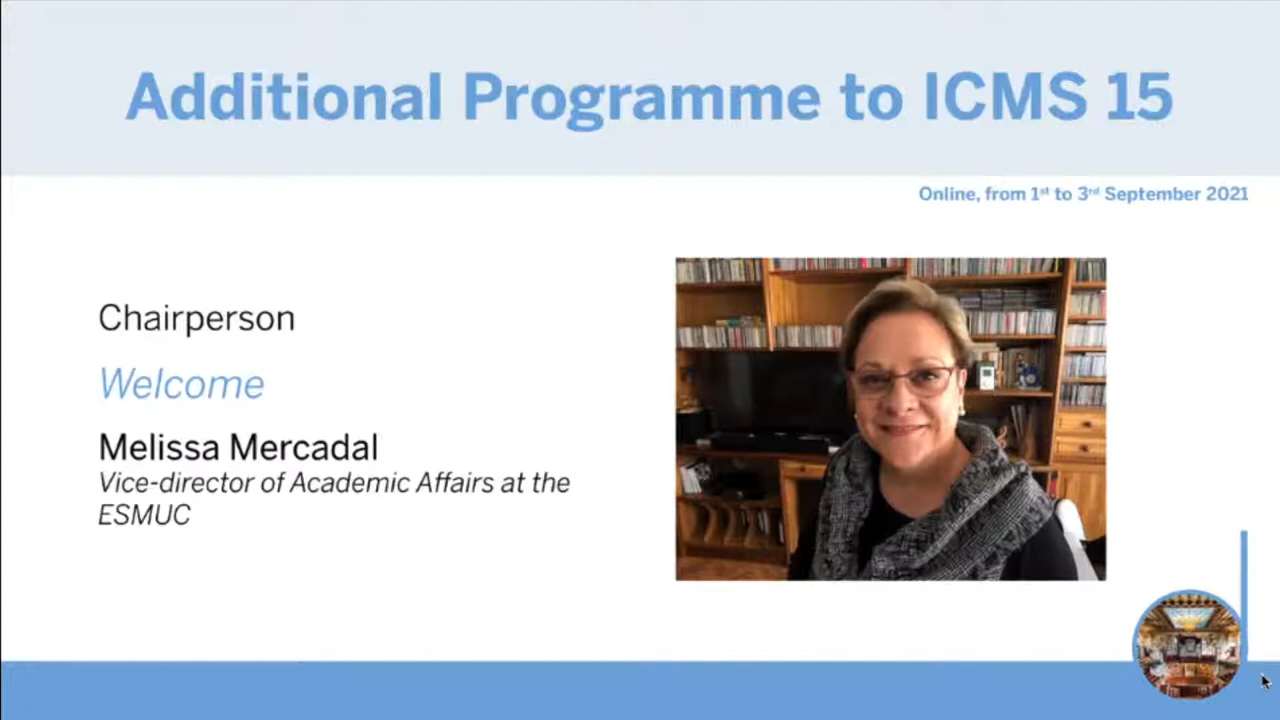 Additional Programme to ICMS 15
Online, from 1st to 3rd September 2021
Chairperson
Welcome
Melissa Mercadal
Vice-director of Academic Affairs at the
ESMUC